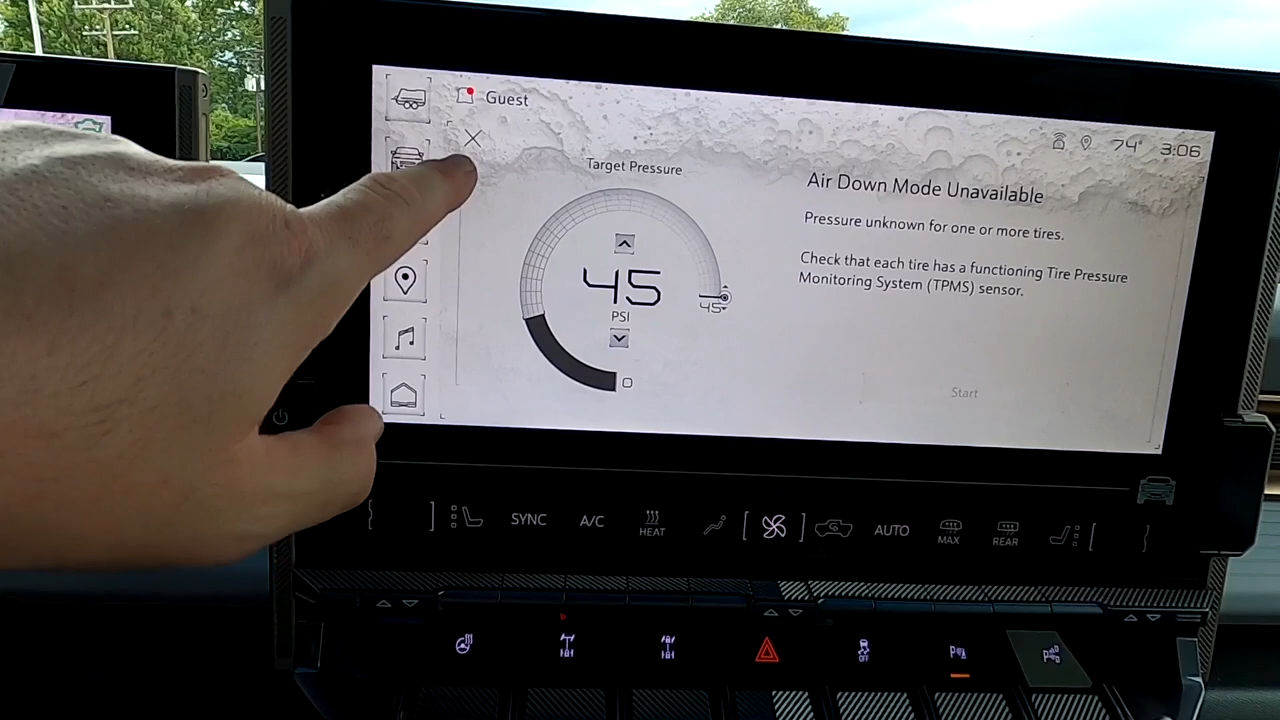 Guest
74° 3:06
Target Pressure
45
PSI
45
0
Air Down Mode Unavailable
Pressure unknown for one or more tires.
Check that each tire has a functioning Tire Pressure
Monitoring System (TPMS) sensor.
Start
SYNC A/C HEAT AUTO MAX REAR
OFF P P